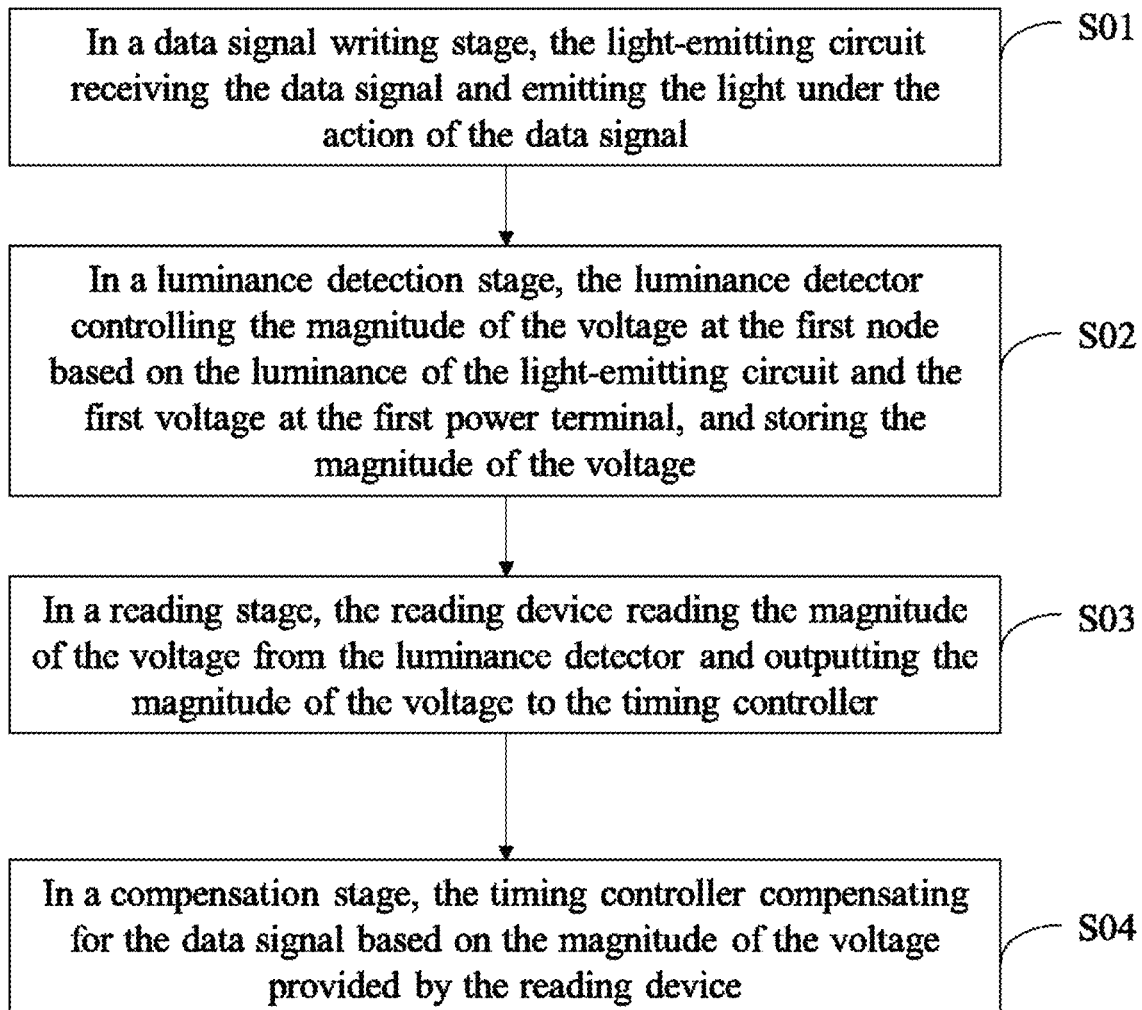 In a data signal writing stage, the light-emitting circuit
receiving the data signal and emitting the light under the
action of the data signal
S01
In a luminance detection stage, the luminance detector
controlling the magnitude of the voltage at the first node
based on the luminance of the light-emitting circuit and the
first voltage at the first power terminal, and storing the
magnitude of the voltage
S02
In a reading stage, the reading device reading the magnitude
of the voltage from the luminance detector and outputting the
magnitude of the voltage to the timing controller
S03
In a compensation stage, the timing controller compensating
for the data signal based on the magnitude of the voltage
provided by the reading device
S04